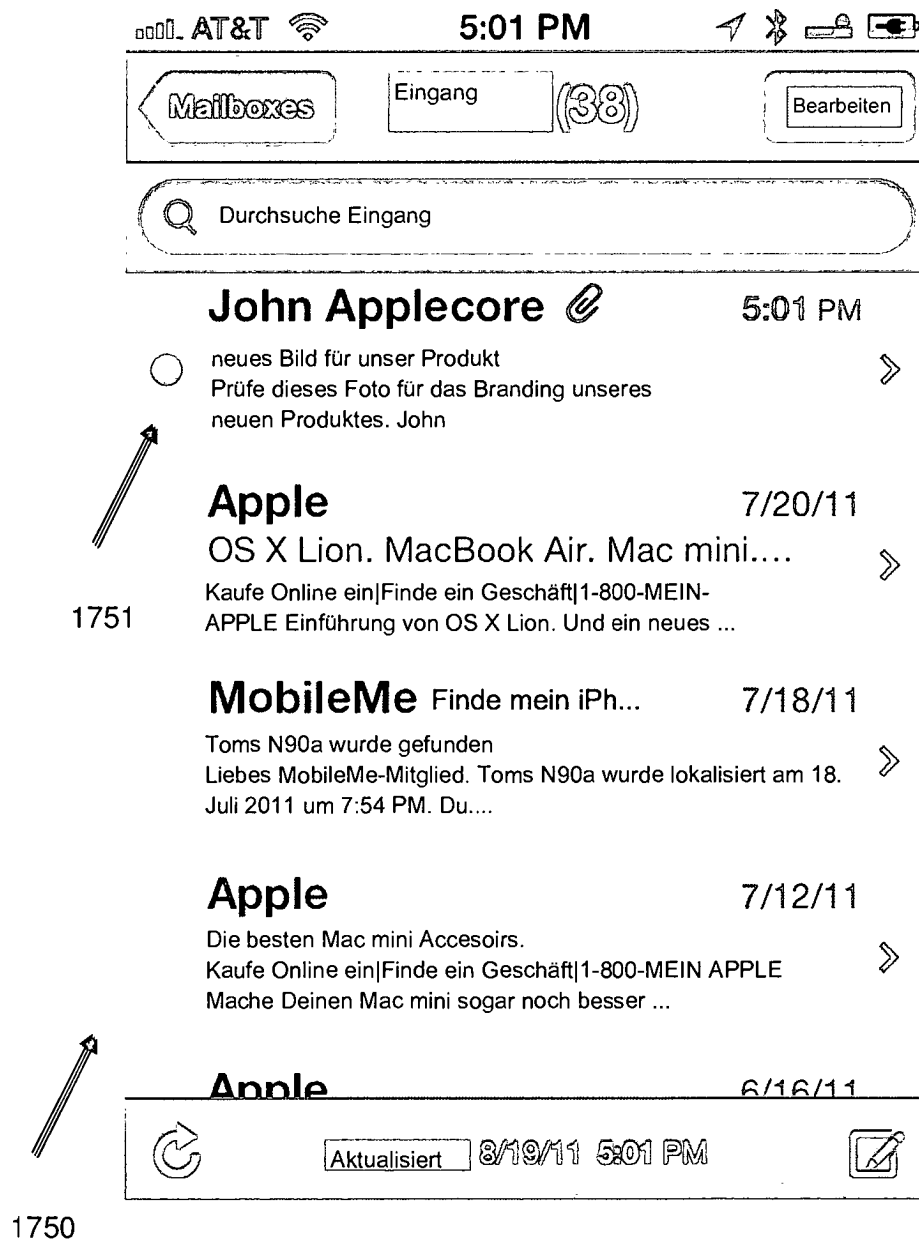 AT&T 5:01 PM
Mailboxes Eingang (38) Bearbeiten
Durchsuche Eingang
John Applecore 5:01 PM
neues Bild für unser Produkt
Prüfe dieses Foto für das Branding unseres
neuen Produktes. John
Apple 7/20/11
OS X Lion. MacBook Air. Mac mini....
Kaufe Online ein|Finde ein Geschäft|1-800-MEIN-
1751
APPLE Einführung von OS X Lion. Und ein neues ...
MobileMe Finde mein iPh... 7/18/11
Toms N90a wurde gefunden
Liebes MobileMe-Mitglied. Toms N90a wurde lokalisiert am 18.
Juli 2011 um 7:54 PM. Du....
Apple 7/12/11
Die besten Mac mini Accesoirs.
Kaufe Online ein|Finde ein Geschäft|1-800-MEIN APPLE
Mache Deinen Mac mini sogar noch besser ...
Apple 6/16/11
Aktualisiert 8/19/11 5:01 PM
1750